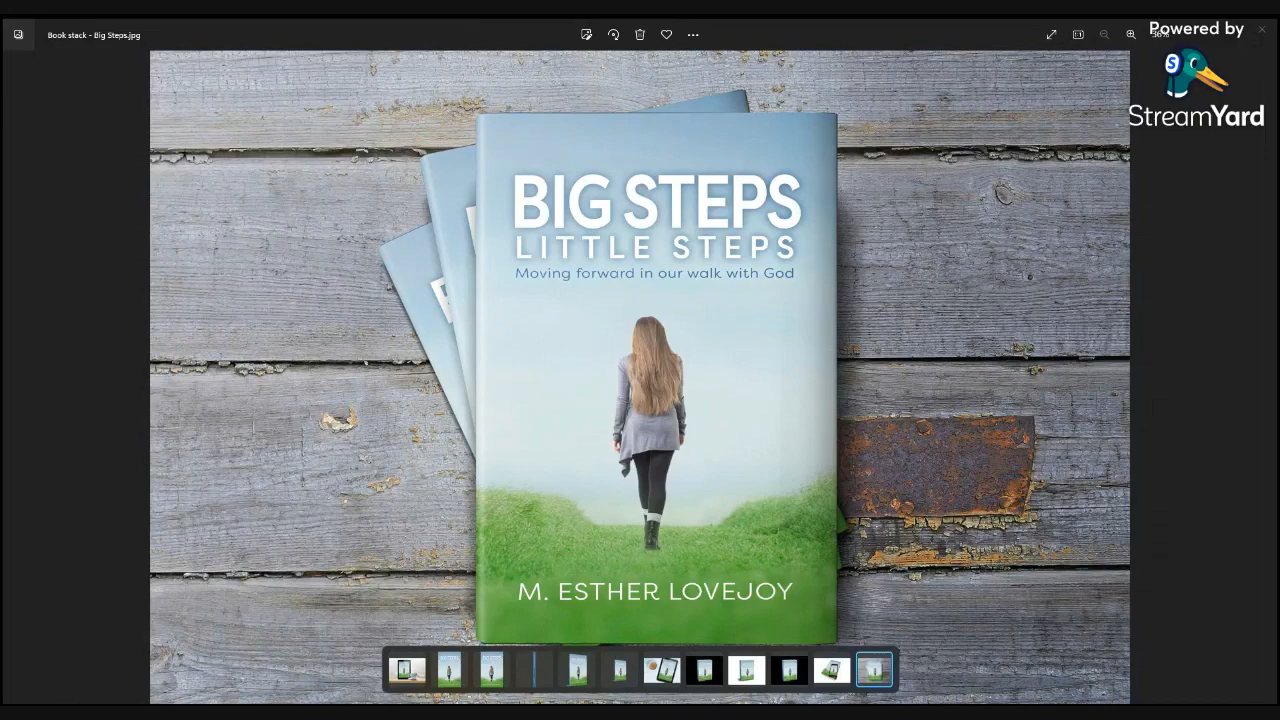 Book stack - Big Steps.jpg
Powered by
StreamYard
BIG STEPS
LITTLE STEPS
Moving forward in our walk with God
M. ESTHER LOVEJOY